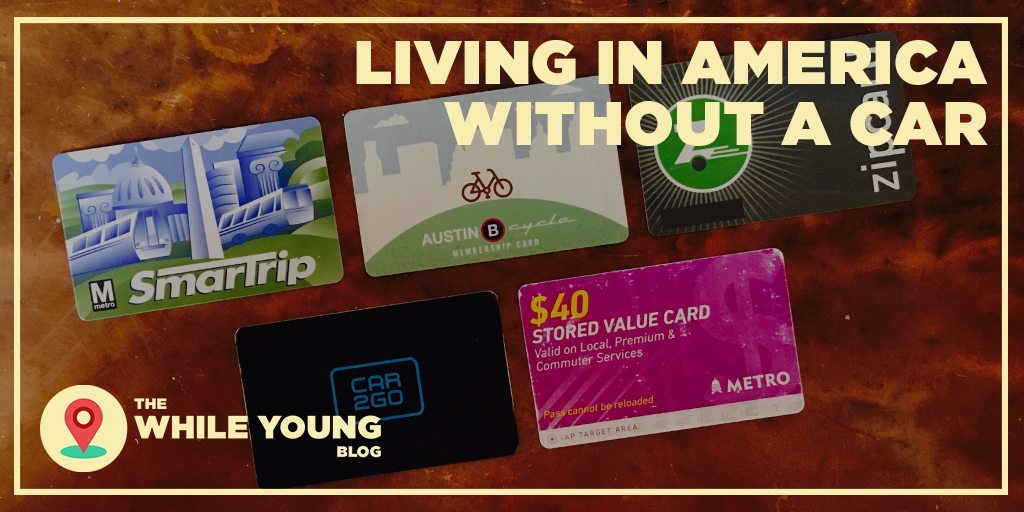 LIVING IN AMERICA
WITHOUT A CAR
zipcar
AUSTIN B cycle
MEMBERSHIP CARD
M
metro
SmarTrip
$40
STORED VALUE CARD
Valid on Local, Premium &
Commuter Services
METRO
Pass cannot be reloaded
TAP TARGET AREA
CAR
2GO
THE
WHILE YOUNG
BLOG